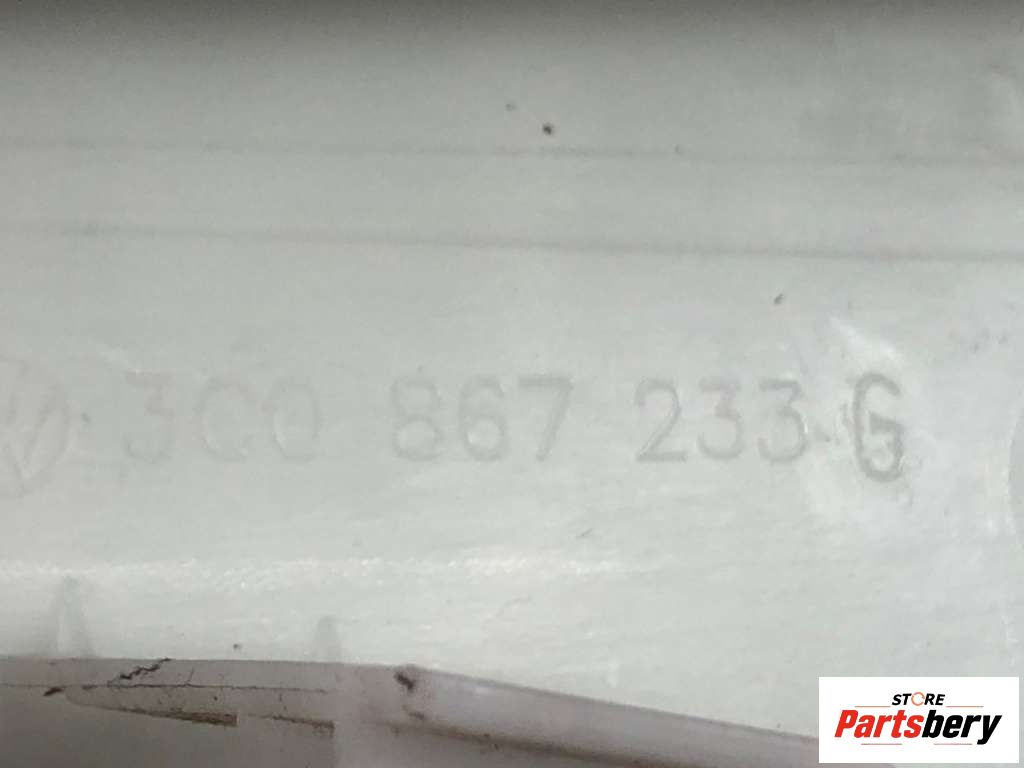 3C0 867 233 G
STORE
Partsbery